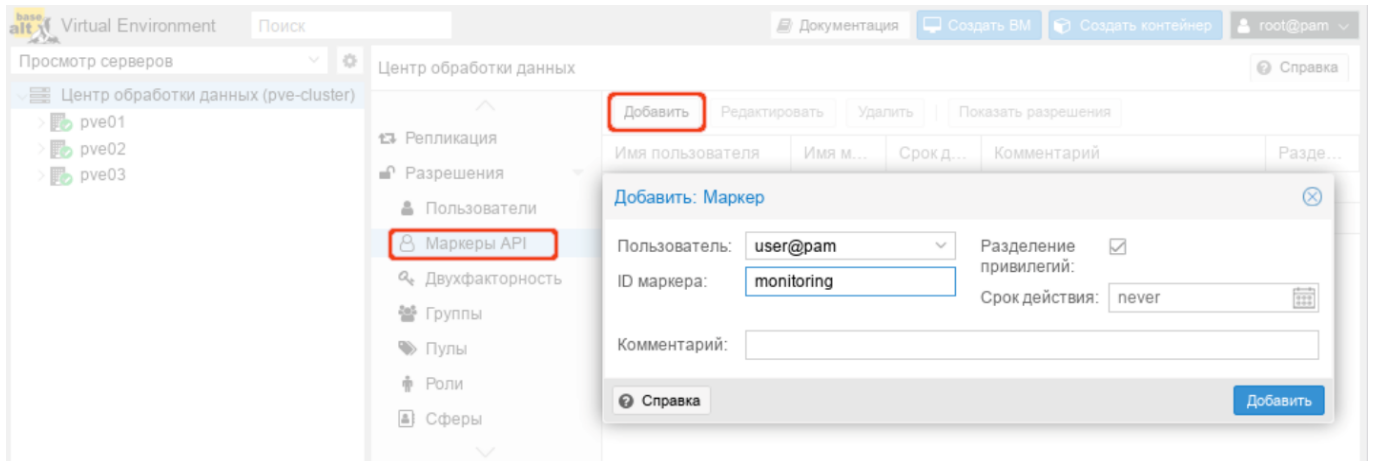 base alt Virtual Environment Поиск Документация Создать ВМ Создать контейнер root@pam
Просмотр серверов
Центр обработки данных (pve-cluster)
pve01
pve02
pve03
Центр обработки данных Справка
Репликация
Разрешения
Пользователи
Маркеры API
Двухфакторность
Группы
Пулы
Роли
Сферы
Добавить Редактировать Удалить Показать разрешения
Имя пользователя Имя м... Срок д... Комментарий Разде...
Добавить: Маркер
Пользователь: user@pam
ID маркера: monitoring
Разделение
привилегий:
Срок действия: never
Комментарий:
Справка Добавить